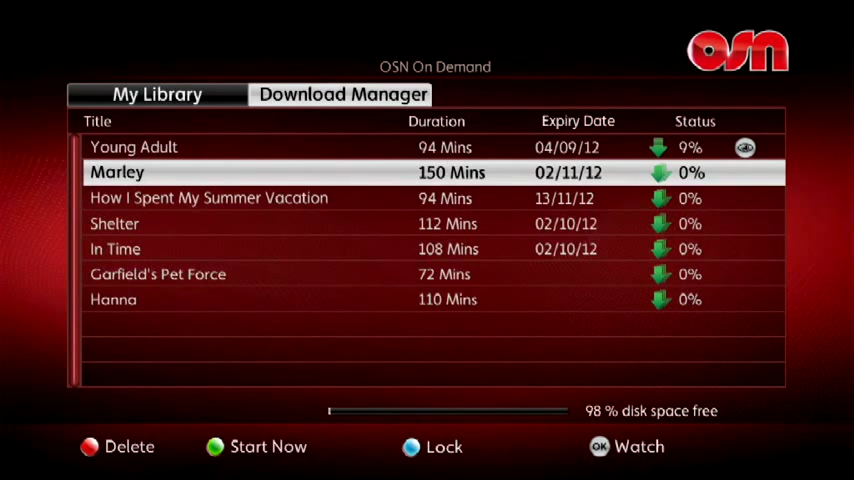 OSN
OSN On Demand
My Library Download Manager
Title Duration Expiry Date Status
Young Adult 94 Mins 04/09/12 9%
Marley 150 Mins 02/11/12 0%
How I Spent My Summer Vacation 94 Mins 13/11/12 0%
Shelter 112 Mins 02/10/12 0%
In Time 108 Mins 02/10/12 0%
Garfield's Pet Force 72 Mins 0%
Hanna 110 Mins 0%
98 % disk space free
Delete Start Now Lock OK Watch